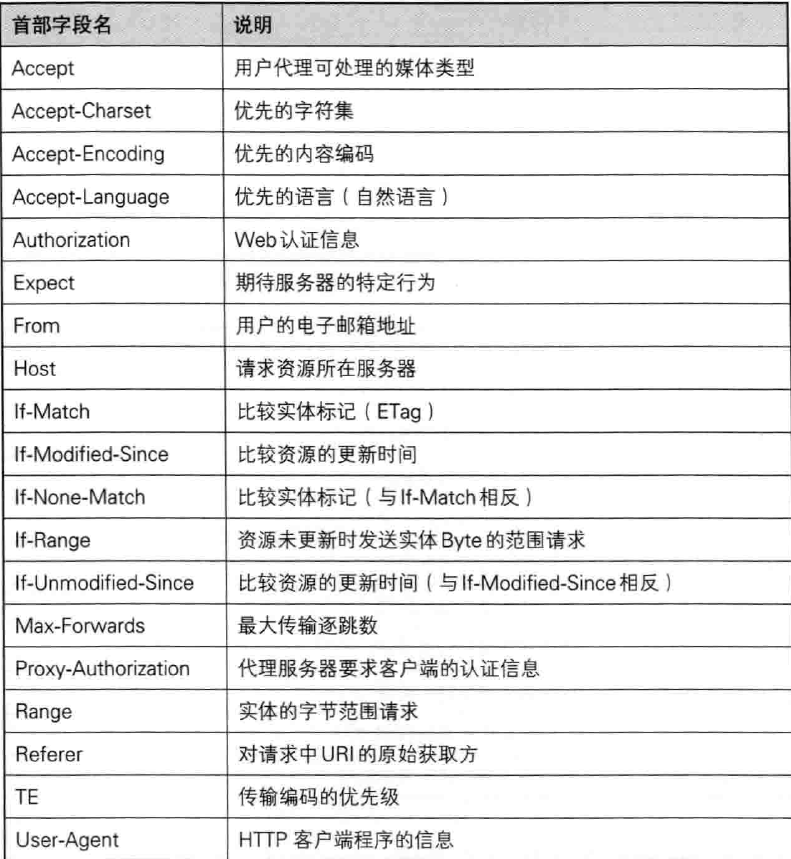 首部字段名 说明
Accept 用户代理可处理的媒体类型
Accept-Charset 优先的字符集
Accept-Encoding 优先的内容编码
Accept-Language 优先的语言（自然语言）
Authorization Web认证信息
Expect 期待服务器的特定行为
From 用户的电子邮箱地址
Host 请求资源所在服务器
If-Match 比较实体标记（ETag）
If-Modified-Since 比较资源的更新时间
If-None-Match 比较实体标记（与If-Match相反）
If-Range 资源未更新时发送实体Byte的范围请求
If-Unmodified-Since 比较资源的更新时间（与If-Modified-Since相反）
Max-Forwards 最大传输逐跳数
Proxy-Authorization 代理服务器要求客户端的认证信息
Range 实体的字节范围请求
Referer 对请求中URI的原始获取方
TE 传输编码的优先级
User-Agent HTTP 客户端程序的信息